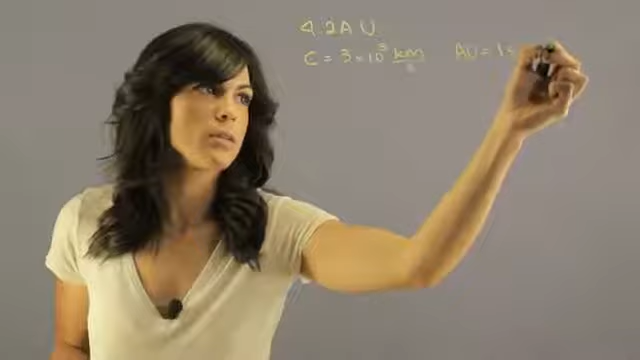 4.2 A U
C = 3 × 10⁵ km/s AU = 1